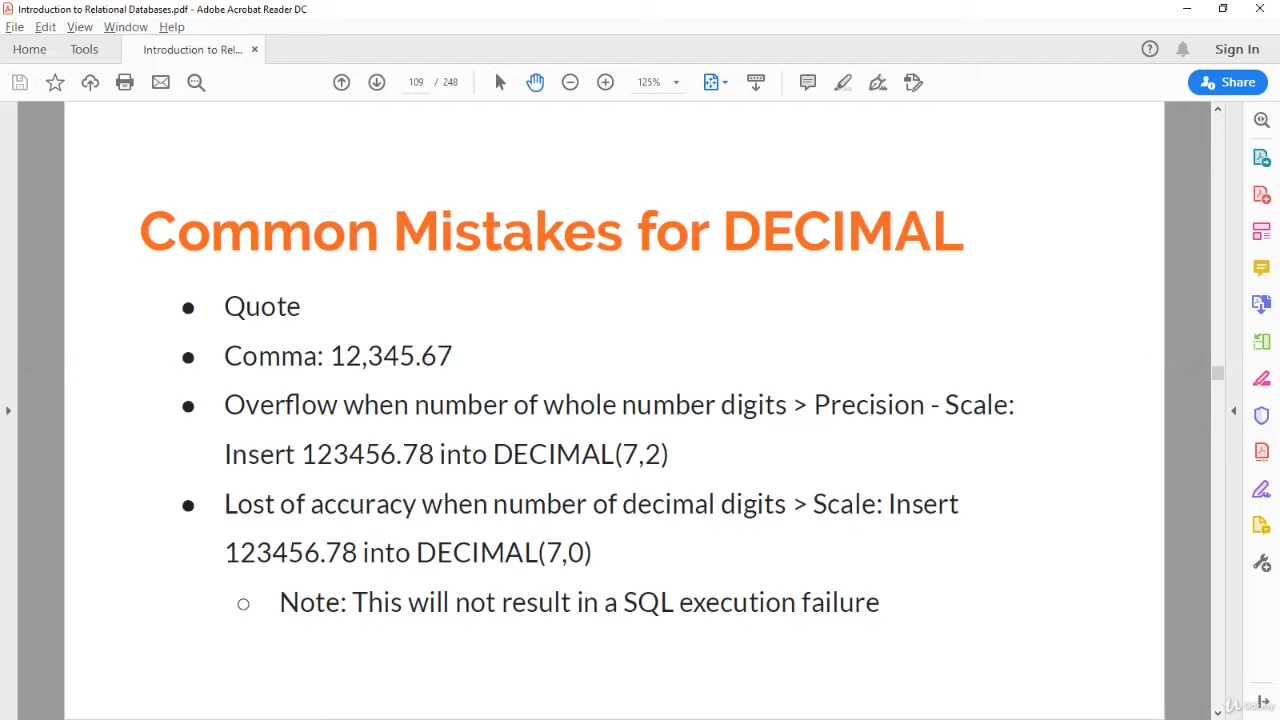 Introduction to Relational Databases.pdf - Adobe Acrobat Reader DC
File Edit View Window Help
Home Tools Introduction to Rel... × Sign In
109 / 248 125% Share
Common Mistakes for DECIMAL
● Quote
● Comma: 12,345.67
● Overflow when number of whole number digits > Precision - Scale:
Insert 123456.78 into DECIMAL(7,2)
● Lost of accuracy when number of decimal digits > Scale: Insert
123456.78 into DECIMAL(7,0)
○ Note: This will not result in a SQL execution failure
Udemy